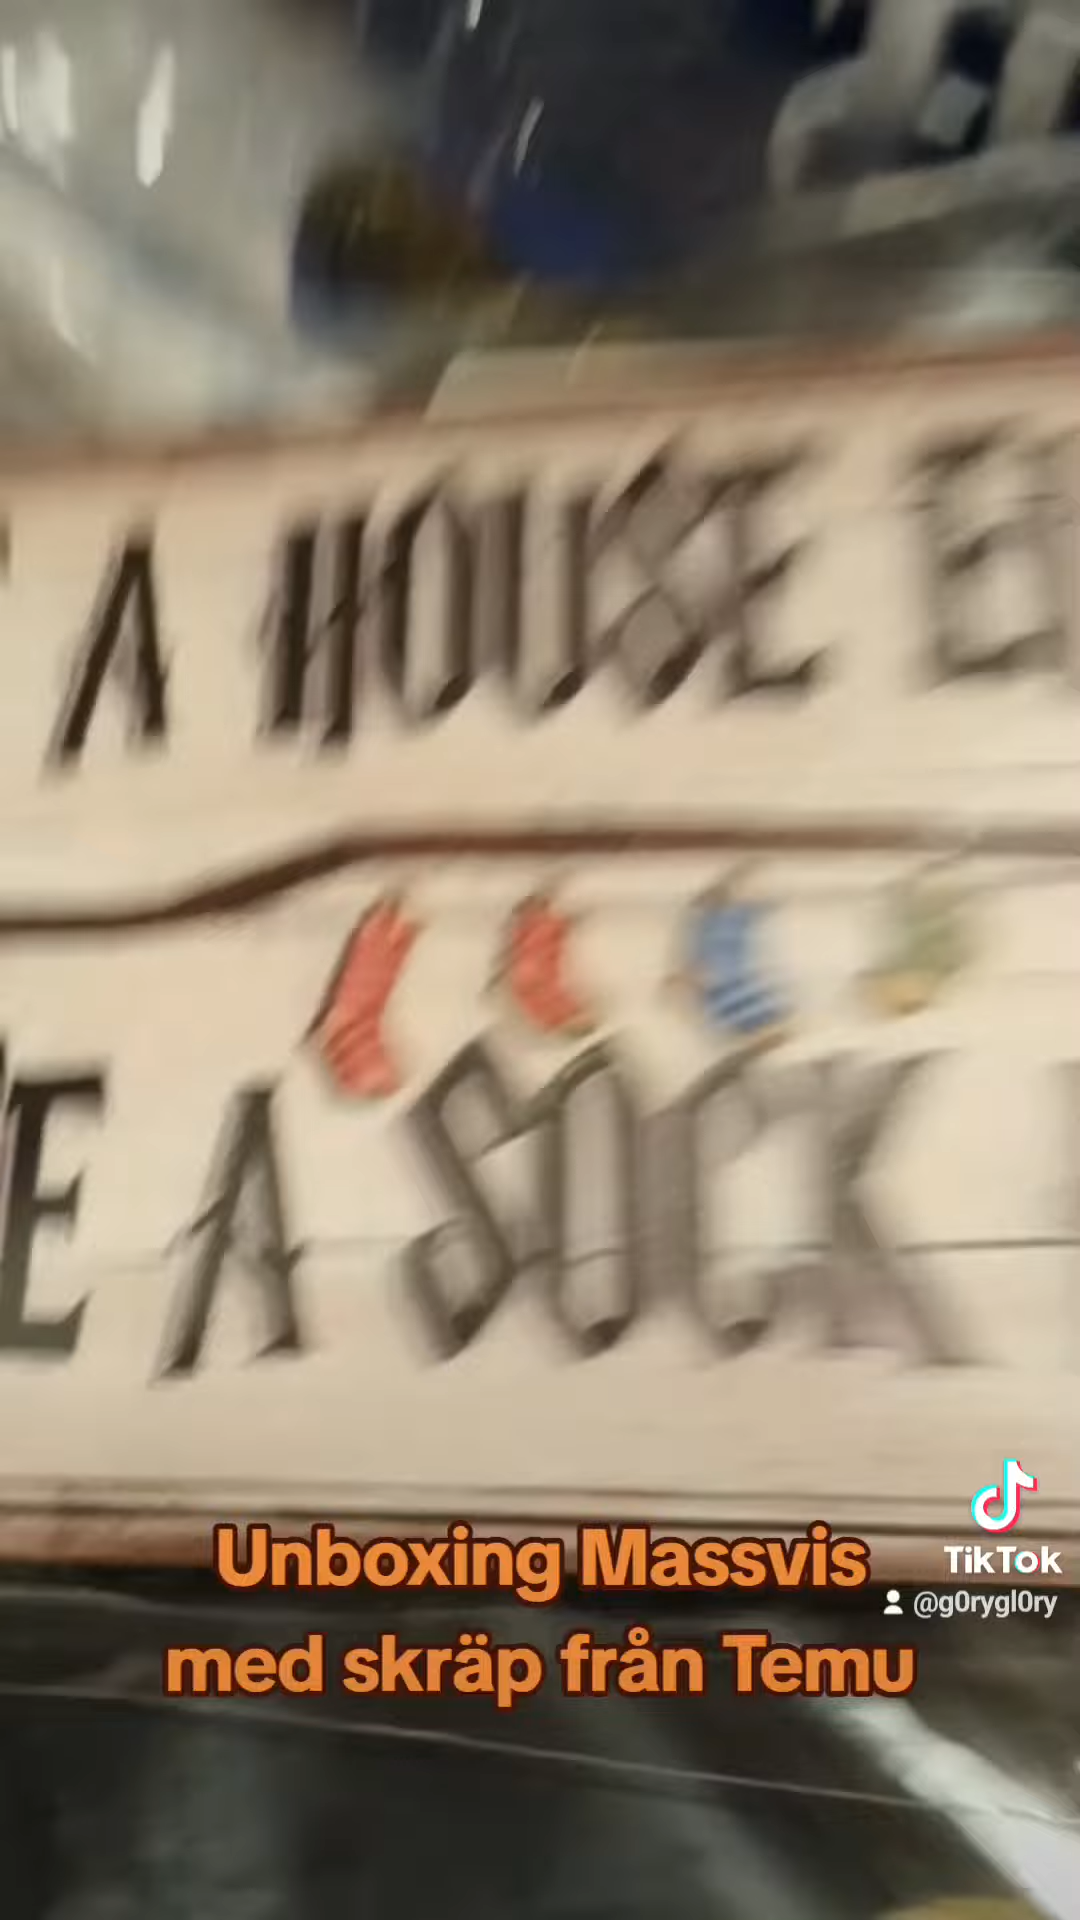 A HOUSE
A SOCK
Unboxing Massvis
med skräp från Temu
TikTok
@g0rygl0ry